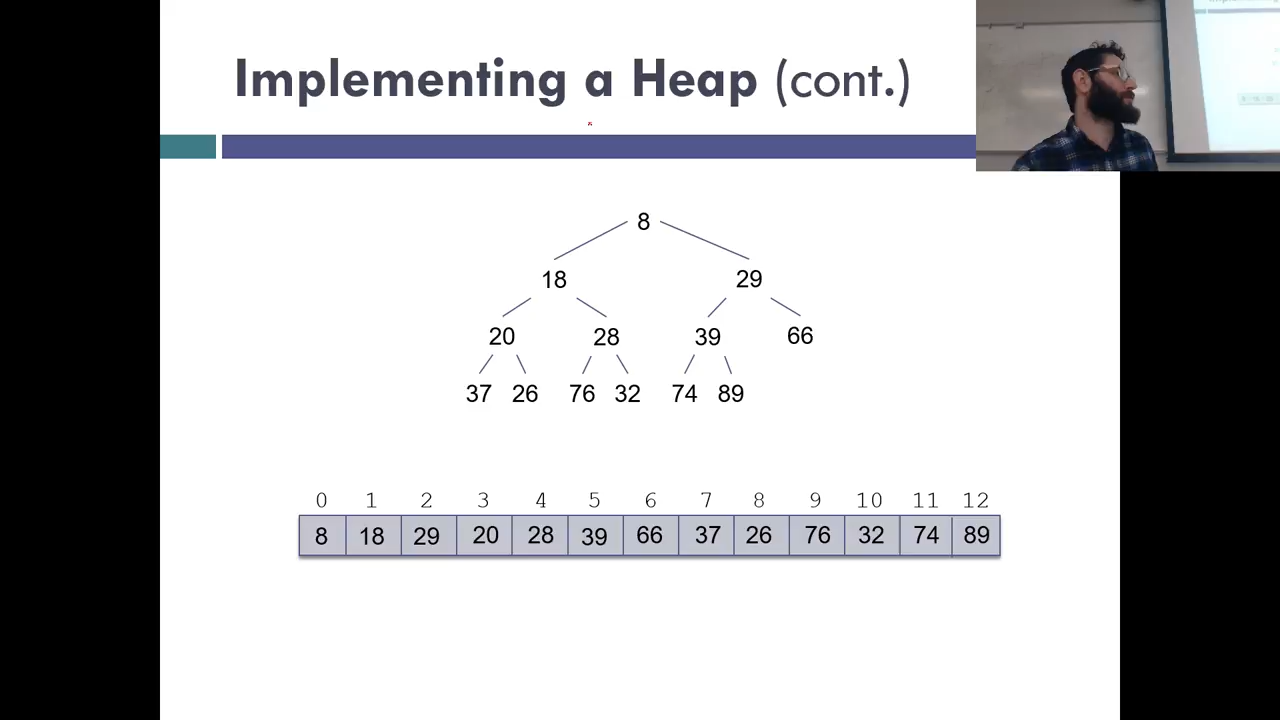 Implementing a Heap (cont.)
8
18 29
20 28 39 66
37 26 76 32 74 89
0 1 2 3 4 5 6 7 8 9 10 11 12
8 18 29 20 28 39 66 37 26 76 32 74 89